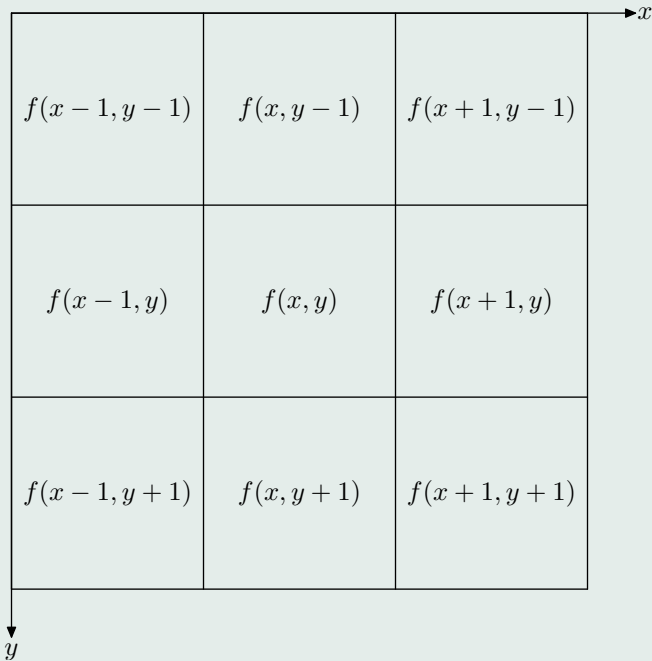 x
f(x − 1, y − 1) f(x, y − 1) f(x + 1, y − 1)
f(x − 1, y) f(x, y) f(x + 1, y)
f(x − 1, y + 1) f(x, y + 1) f(x + 1, y + 1)
y